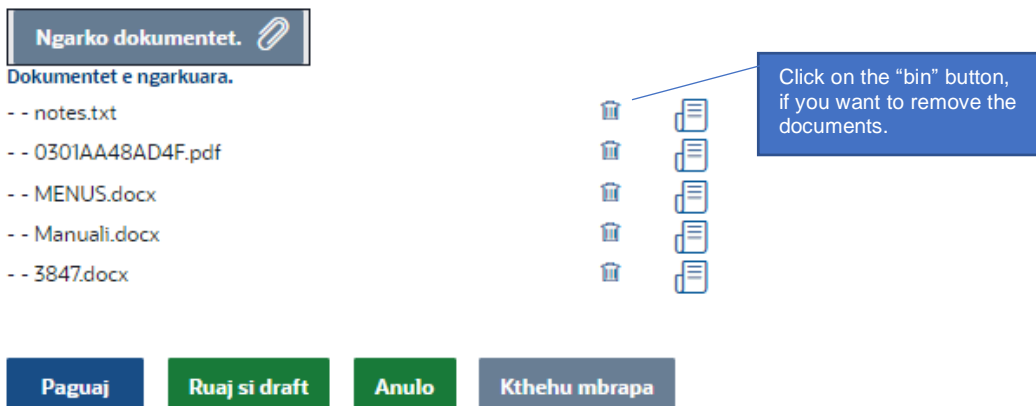 Ngarko dokumentet.
Dokumentet e ngarkuara.
- - notes.txt
- - 0301AA48AD4F.pdf
- - MENUS.docx
- - Manuali.docx
- - 3847.docx
Click on the “bin” button,
if you want to remove the
documents.
Paguaj
Ruaj si draft
Anulo
Kthehu mbrapa